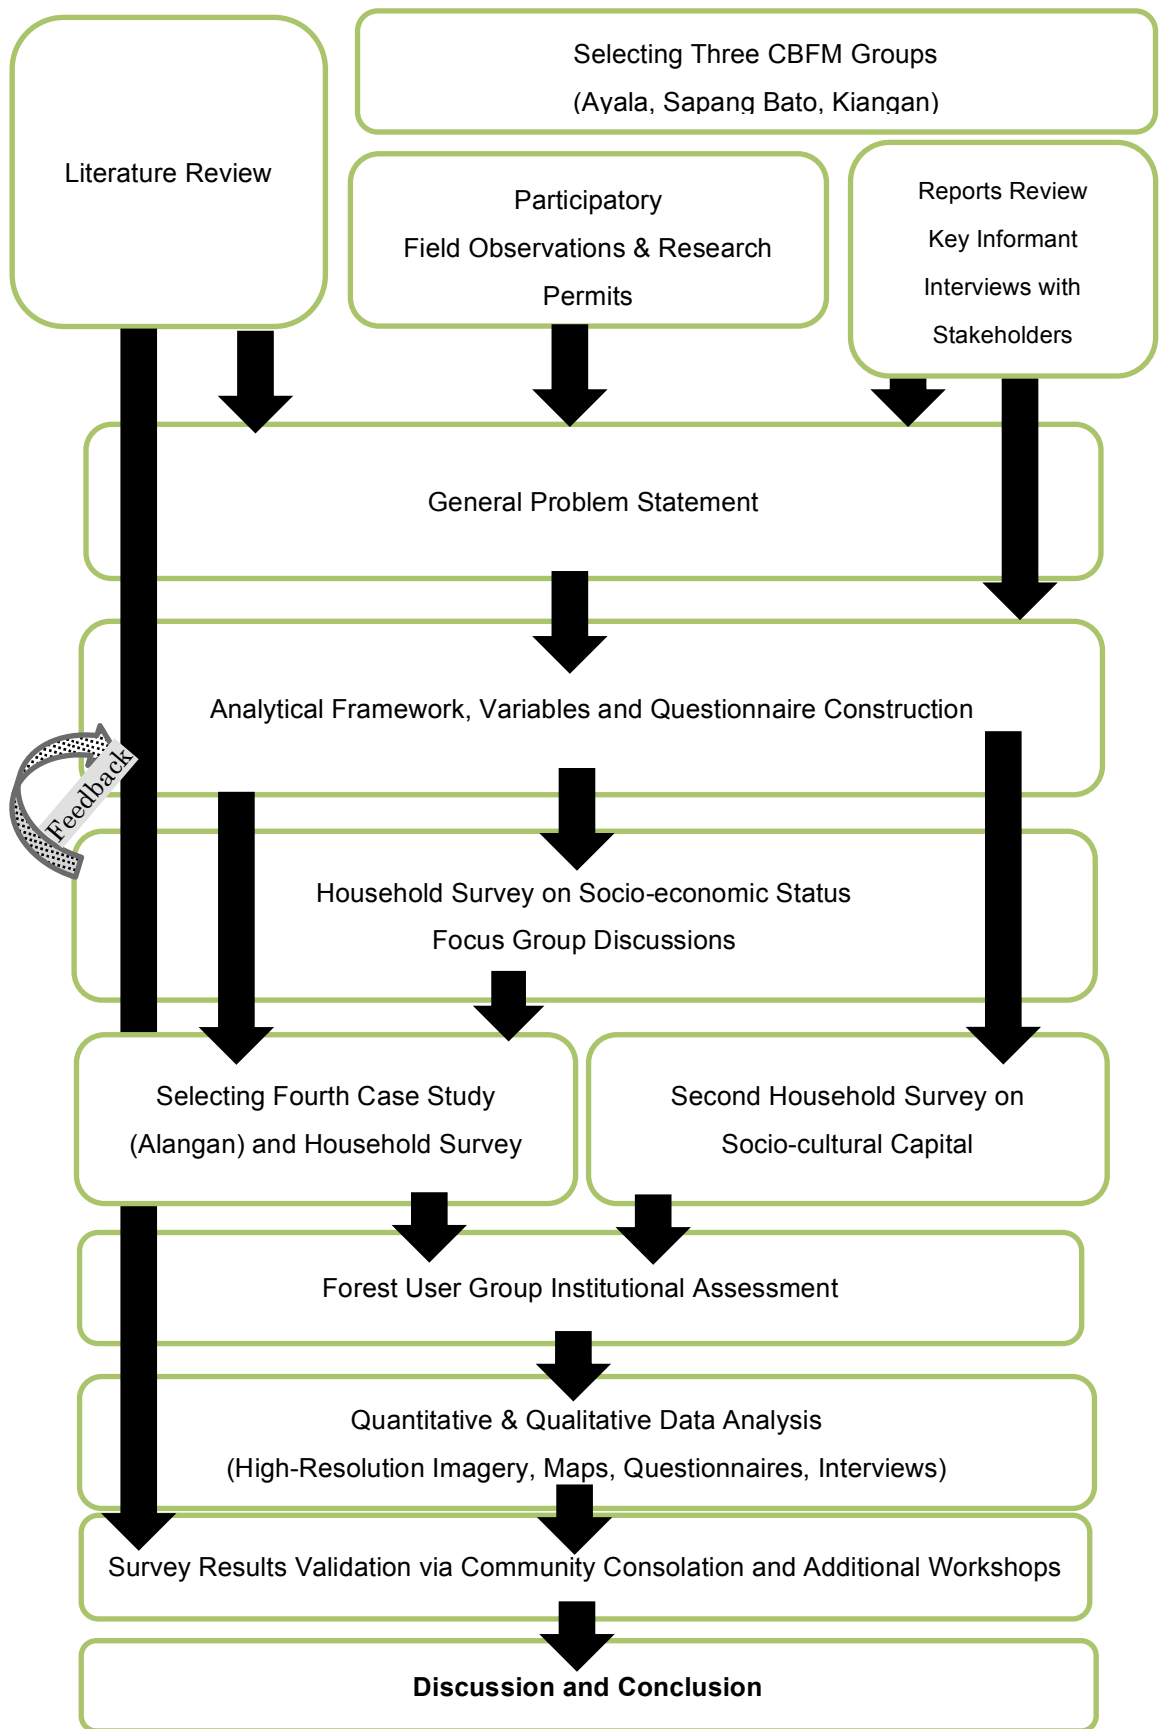 Selecting Three CBFM Groups
(Ayala, Sapang Bato, Kiangan)
Literature Review
Participatory
Field Observations & Research
Permits
Reports Review
Key Informant
Interviews with
Stakeholders
General Problem Statement
Analytical Framework, Variables and Questionnaire Construction
Feedback
Household Survey on Socio-economic Status
Focus Group Discussions
Selecting Fourth Case Study
(Alangan) and Household Survey
Second Household Survey on
Socio-cultural Capital
Forest User Group Institutional Assessment
Quantitative & Qualitative Data Analysis
(High-Resolution Imagery, Maps, Questionnaires, Interviews)
Survey Results Validation via Community Consolation and Additional Workshops
Discussion and Conclusion